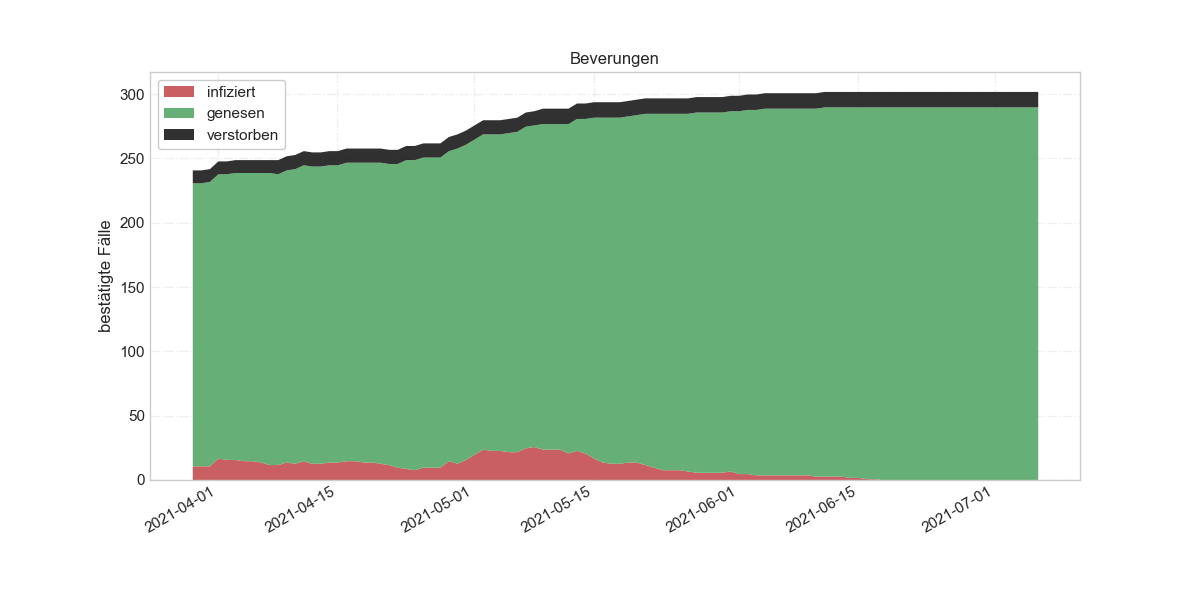 Beverungen
infiziert
genesen
verstorben
bestätigte Fälle
300
250
200
150
100
50
0
2021-04-01
2021-04-15
2021-05-01
2021-05-15
2021-06-01
2021-06-15
2021-07-01